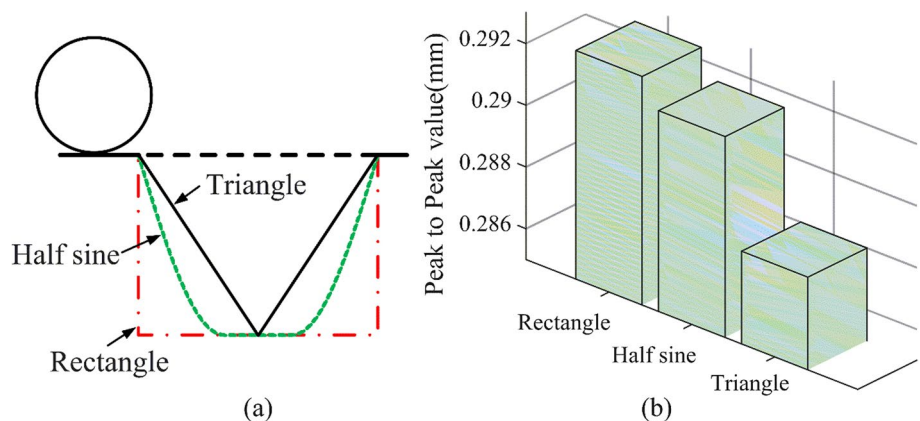 (a)
Triangle
Half sine
Rectangle
(b)
Peak to Peak value(mm)
0.292
0.29
0.288
0.286
Rectangle
Half sine
Triangle